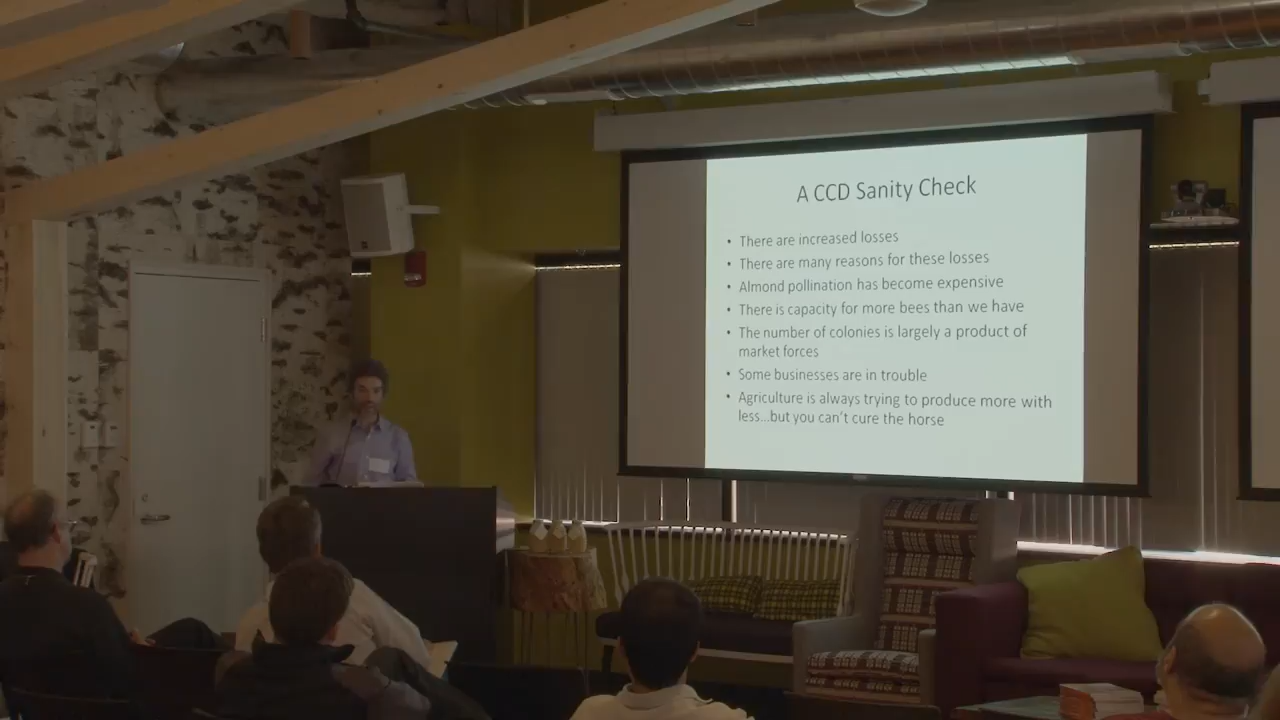 A CCD Sanity Check
• There are increased losses
• There are many reasons for these losses
• Almond pollination has become expensive
• There is capacity for more bees than we have
• The number of colonies is largely a product of
market forces
• Some businesses are in trouble
• Agriculture is always trying to produce more with
less...but you can't cure the horse